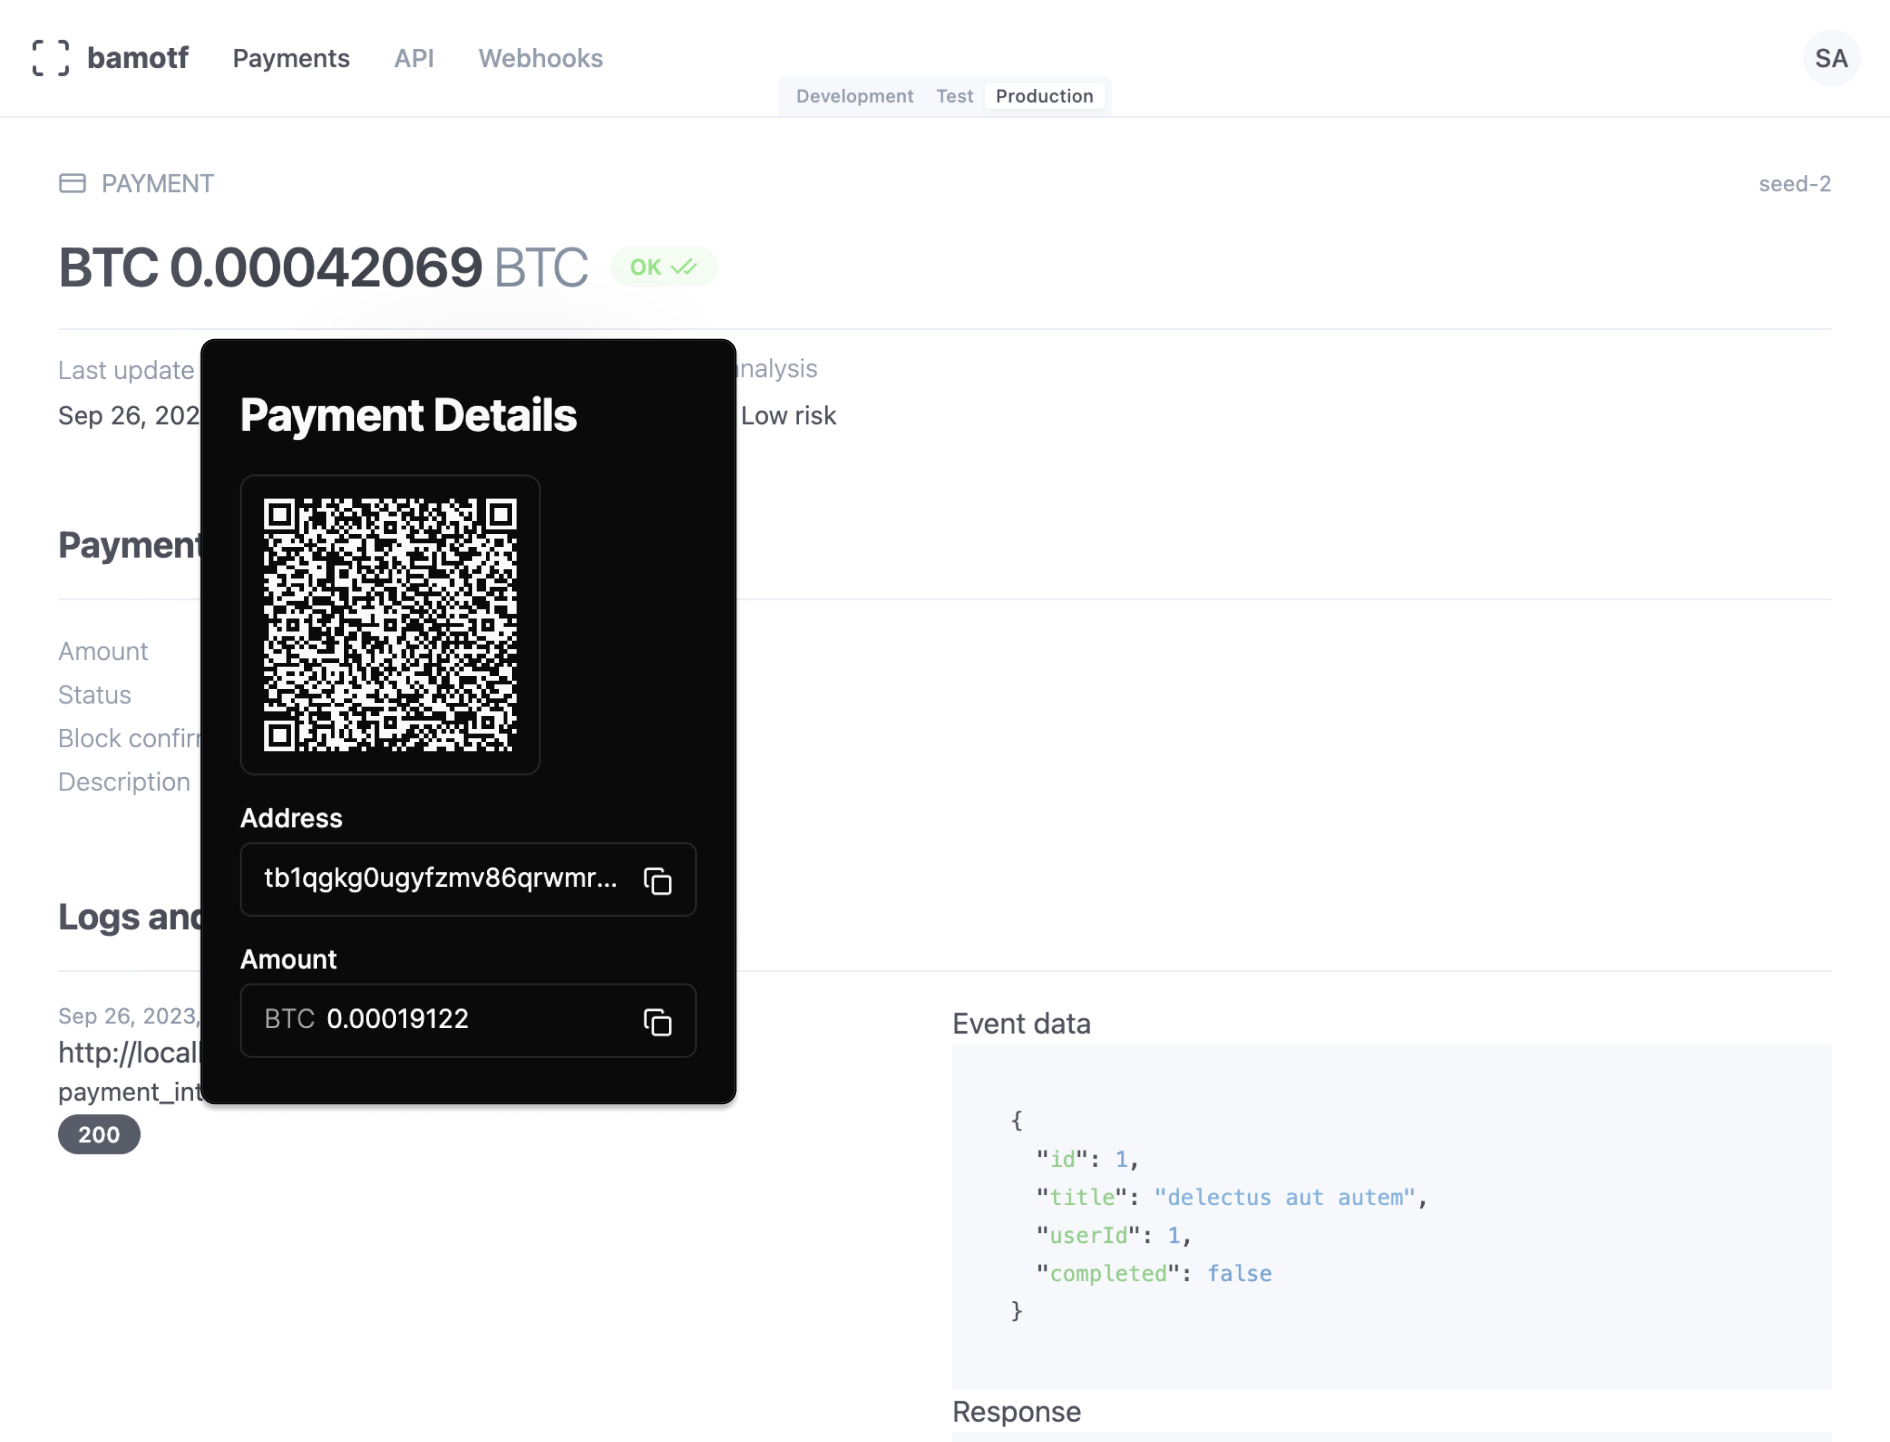 bamotf Payments API Webhooks SA
Development Test Production
PAYMENT seed-2
BTC 0.00042069 BTC OK
Last update
Sep 26, 202
nalysis
Low risk
Payment
Amount
Status
Block confir
Description
Logs and
Sep 26, 2023,
http://local
payment_int
200
Payment Details
Address
tb1qgkg0ugyfzmv86qrwmr...
Amount
BTC 0.00019122
Event data
{
"id": 1,
"title": "delectus aut autem",
"userId": 1,
"completed": false
}
Response